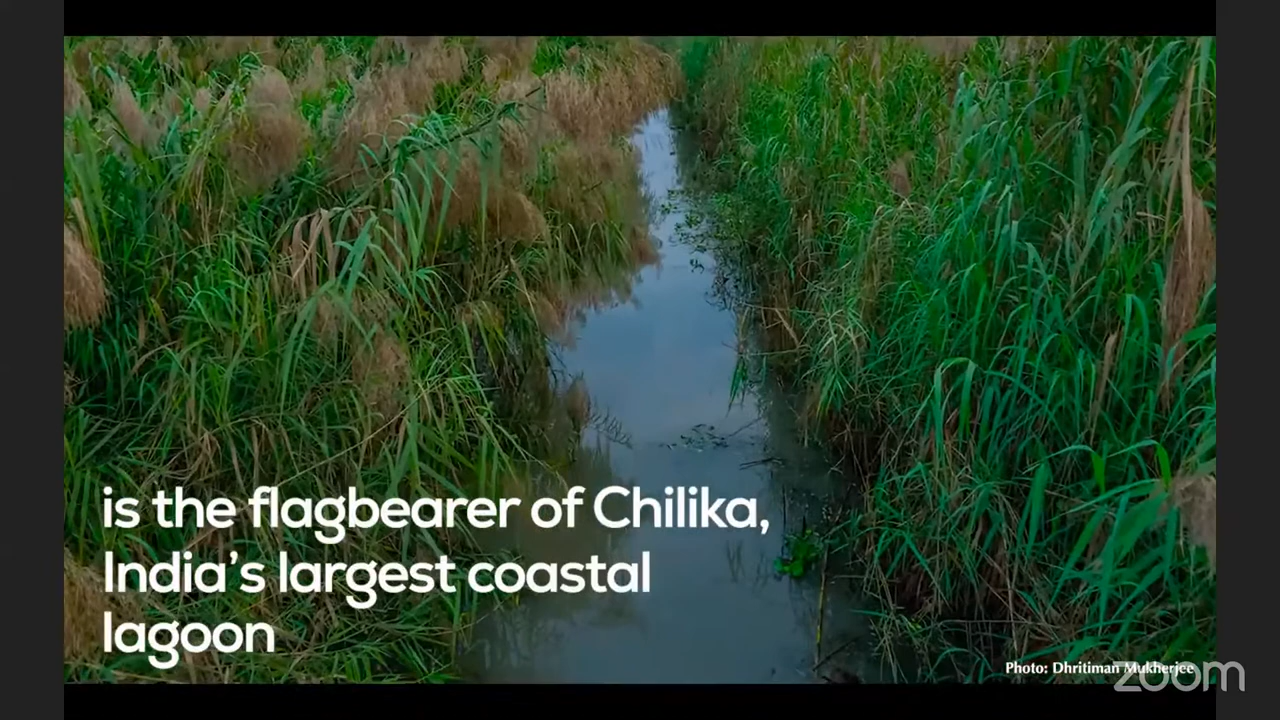 is the flagbearer of Chilika,
India's largest coastal
lagoon
Photo: Dhritiman Mukherjee
zoom